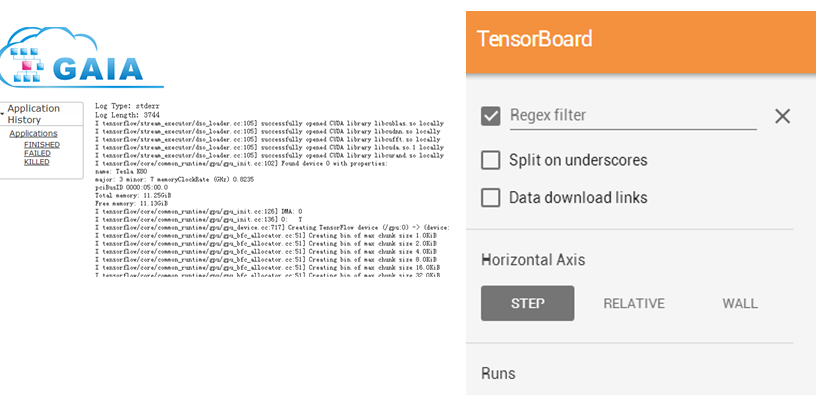 GAIA
Application
History
Applications
FINISHED
FAILED
KILLED
Log Type: stderr
Log Length: 3744
I tensorflow/stream_executor/dso_loader.cc:105] successfully opened CUDA library libcublas.so locally
I tensorflow/stream_executor/dso_loader.cc:105] successfully opened CUDA library libcudnn.so locally
I tensorflow/stream_executor/dso_loader.cc:105] successfully opened CUDA library libcufft.so locally
I tensorflow/stream_executor/dso_loader.cc:105] successfully opened CUDA library libcuda.so.1 locally
I tensorflow/stream_executor/dso_loader.cc:105] successfully opened CUDA library libcurand.so locally
I tensorflow/core/common_runtime/gpu/gpu_init.cc:102] Found device 0 with properties:
name: Tesla K80
major: 3 minor: 7 memoryClockRate (GHz) 0.8235
pciBusID 0000:05:00.0
Total memory: 11.25GiB
Free memory: 11.13GiB
I tensorflow/core/common_runtime/gpu/gpu_init.cc:126] DMA: 0
I tensorflow/core/common_runtime/gpu/gpu_init.cc:136] 0: Y
I tensorflow/core/common_runtime/gpu/gpu_device.cc:717] Creating TensorFlow device (/gpu:0) -> (device:
I tensorflow/core/common_runtime/gpu/gpu_bfc_allocator.cc:51] Creating bin of max chunk size 1.0KiB
I tensorflow/core/common_runtime/gpu/gpu_bfc_allocator.cc:51] Creating bin of max chunk size 2.0KiB
I tensorflow/core/common_runtime/gpu/gpu_bfc_allocator.cc:51] Creating bin of max chunk size 4.0KiB
I tensorflow/core/common_runtime/gpu/gpu_bfc_allocator.cc:51] Creating bin of max chunk size 8.0KiB
I tensorflow/core/common_runtime/gpu/gpu_bfc_allocator.cc:51] Creating bin of max chunk size 16.0KiB
I tensorflow/core/common_runtime/gpu/gpu_bfc_allocator.cc:51] Creating bin of max chunk size 32.0KiB
TensorBoard
Regex filter
Split on underscores
Data download links
Horizontal Axis
STEP RELATIVE WALL
Runs